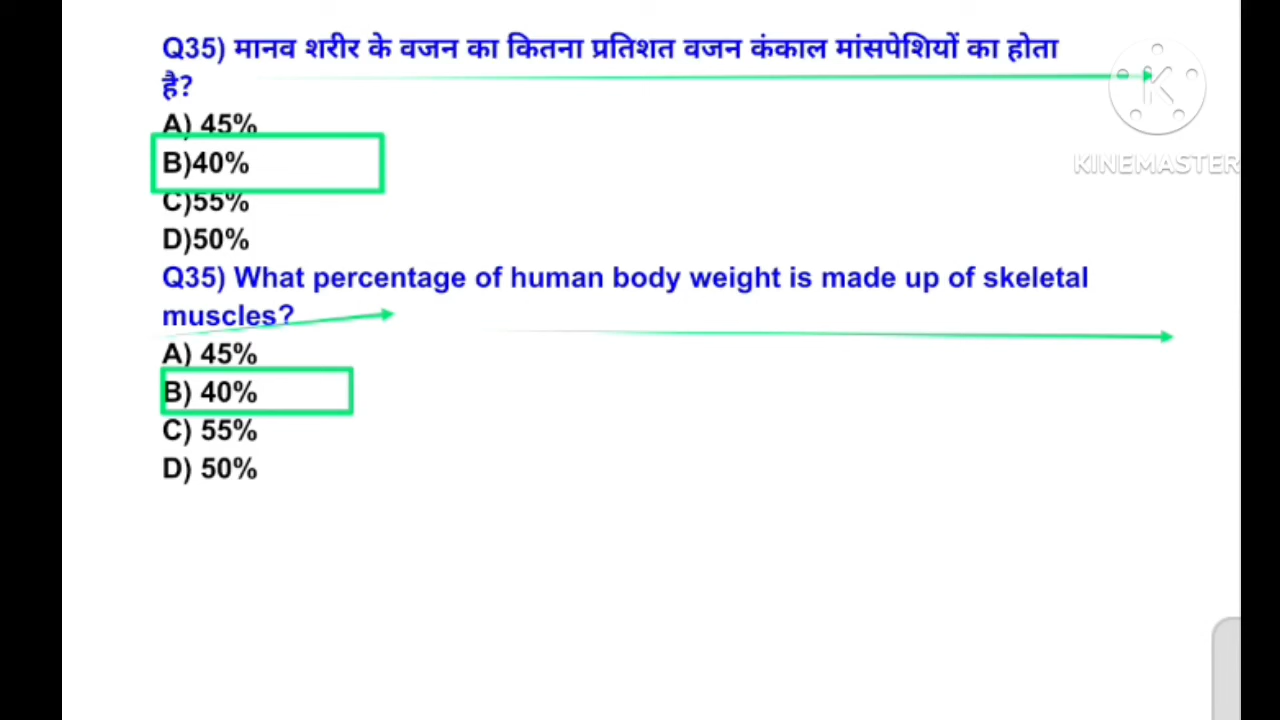 Q35) मानव शरीर के वजन का कितना प्रतिशत वजन कंकाल मांसपेशियों का होता
है?
A) 45%
B)40%
C)55%
D)50%
Q35) What percentage of human body weight is made up of skeletal
muscles?
A) 45%
B) 40%
C) 55%
D) 50%
K
KINEMASTER